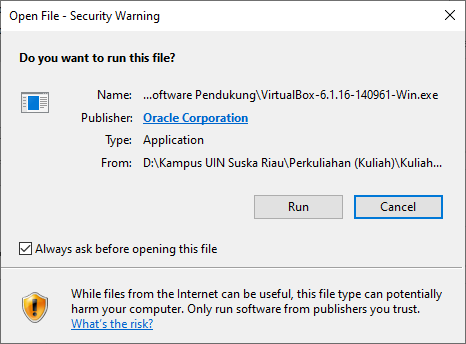 Open File - Security Warning
Do you want to run this file?
Name: ...oftware Pendukung\VirtualBox-6.1.16-140961-Win.exe
Publisher: Oracle Corporation
Type: Application
From: D:\Kampus UIN Suska Riau\Perkuliahan (Kuliah)\Kuliah...
Run Cancel
Always ask before opening this file
While files from the Internet can be useful, this file type can potentially
harm your computer. Only run software from publishers you trust.
What's the risk?